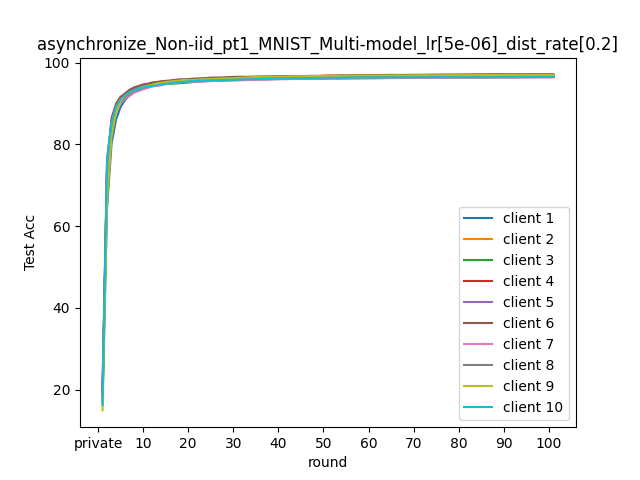 asynchronize_Non-iid_pt1_MNIST_Multi-model_lr[5e-06]_dist_rate[0.2]
100
80
60
40
20
Test Acc
client 1
client 2
client 3
client 4
client 5
client 6
client 7
client 8
client 9
client 10
private 10 20 30 40 50 60 70 80 90 100
round